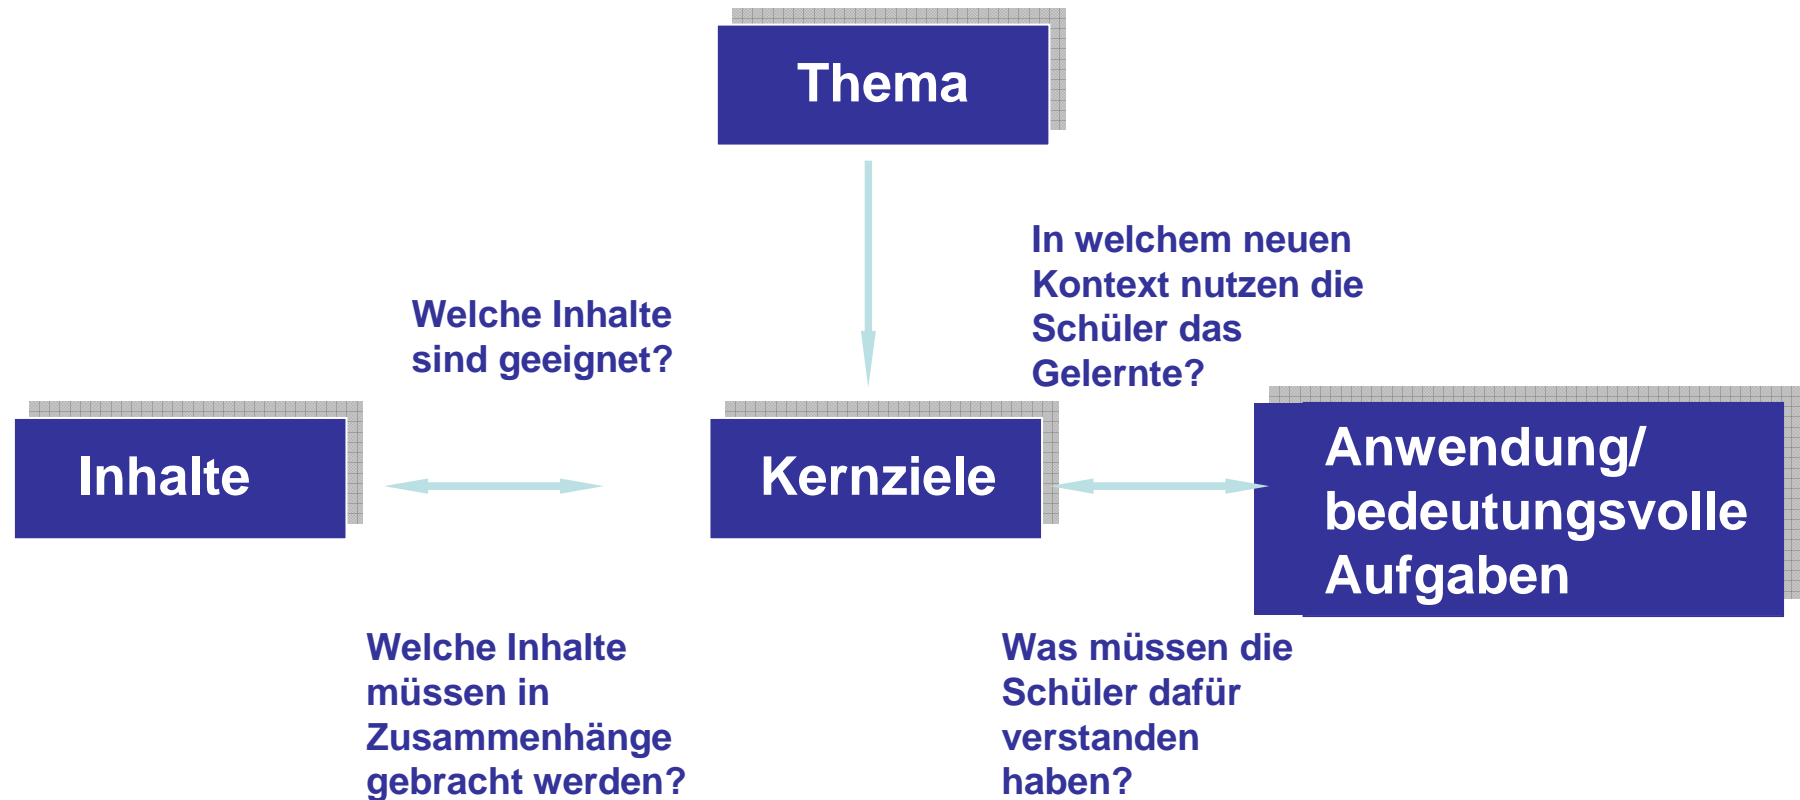 Thema
In welchem neuen
Kontext nutzen die
Schüler das
Gelernte?
Welche Inhalte
sind geeignet?
Inhalte
Kernziele
Anwendung/
bedeutungsvolle
Aufgaben
Welche Inhalte
müssen in
Zusammenhänge
gebracht werden?
Was müssen die
Schüler dafür
verstanden
haben?